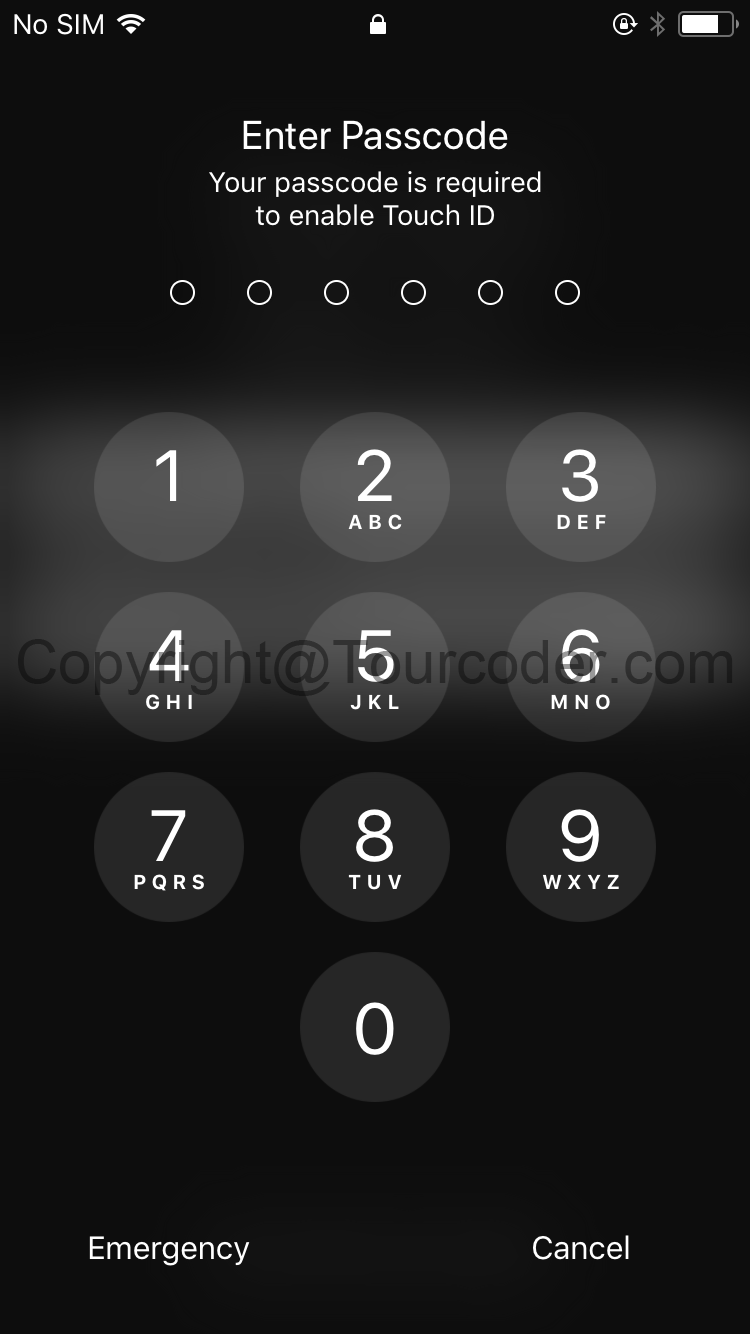 No SIM
Enter Passcode
Your passcode is required
to enable Touch ID
1
2
3
ABC
DEF
4
5
6
Copyright@Tourcoder.com
GHI
JKL
MNO
7
8
9
PQRS
TUV
WXYZ
0
Emergency
Cancel